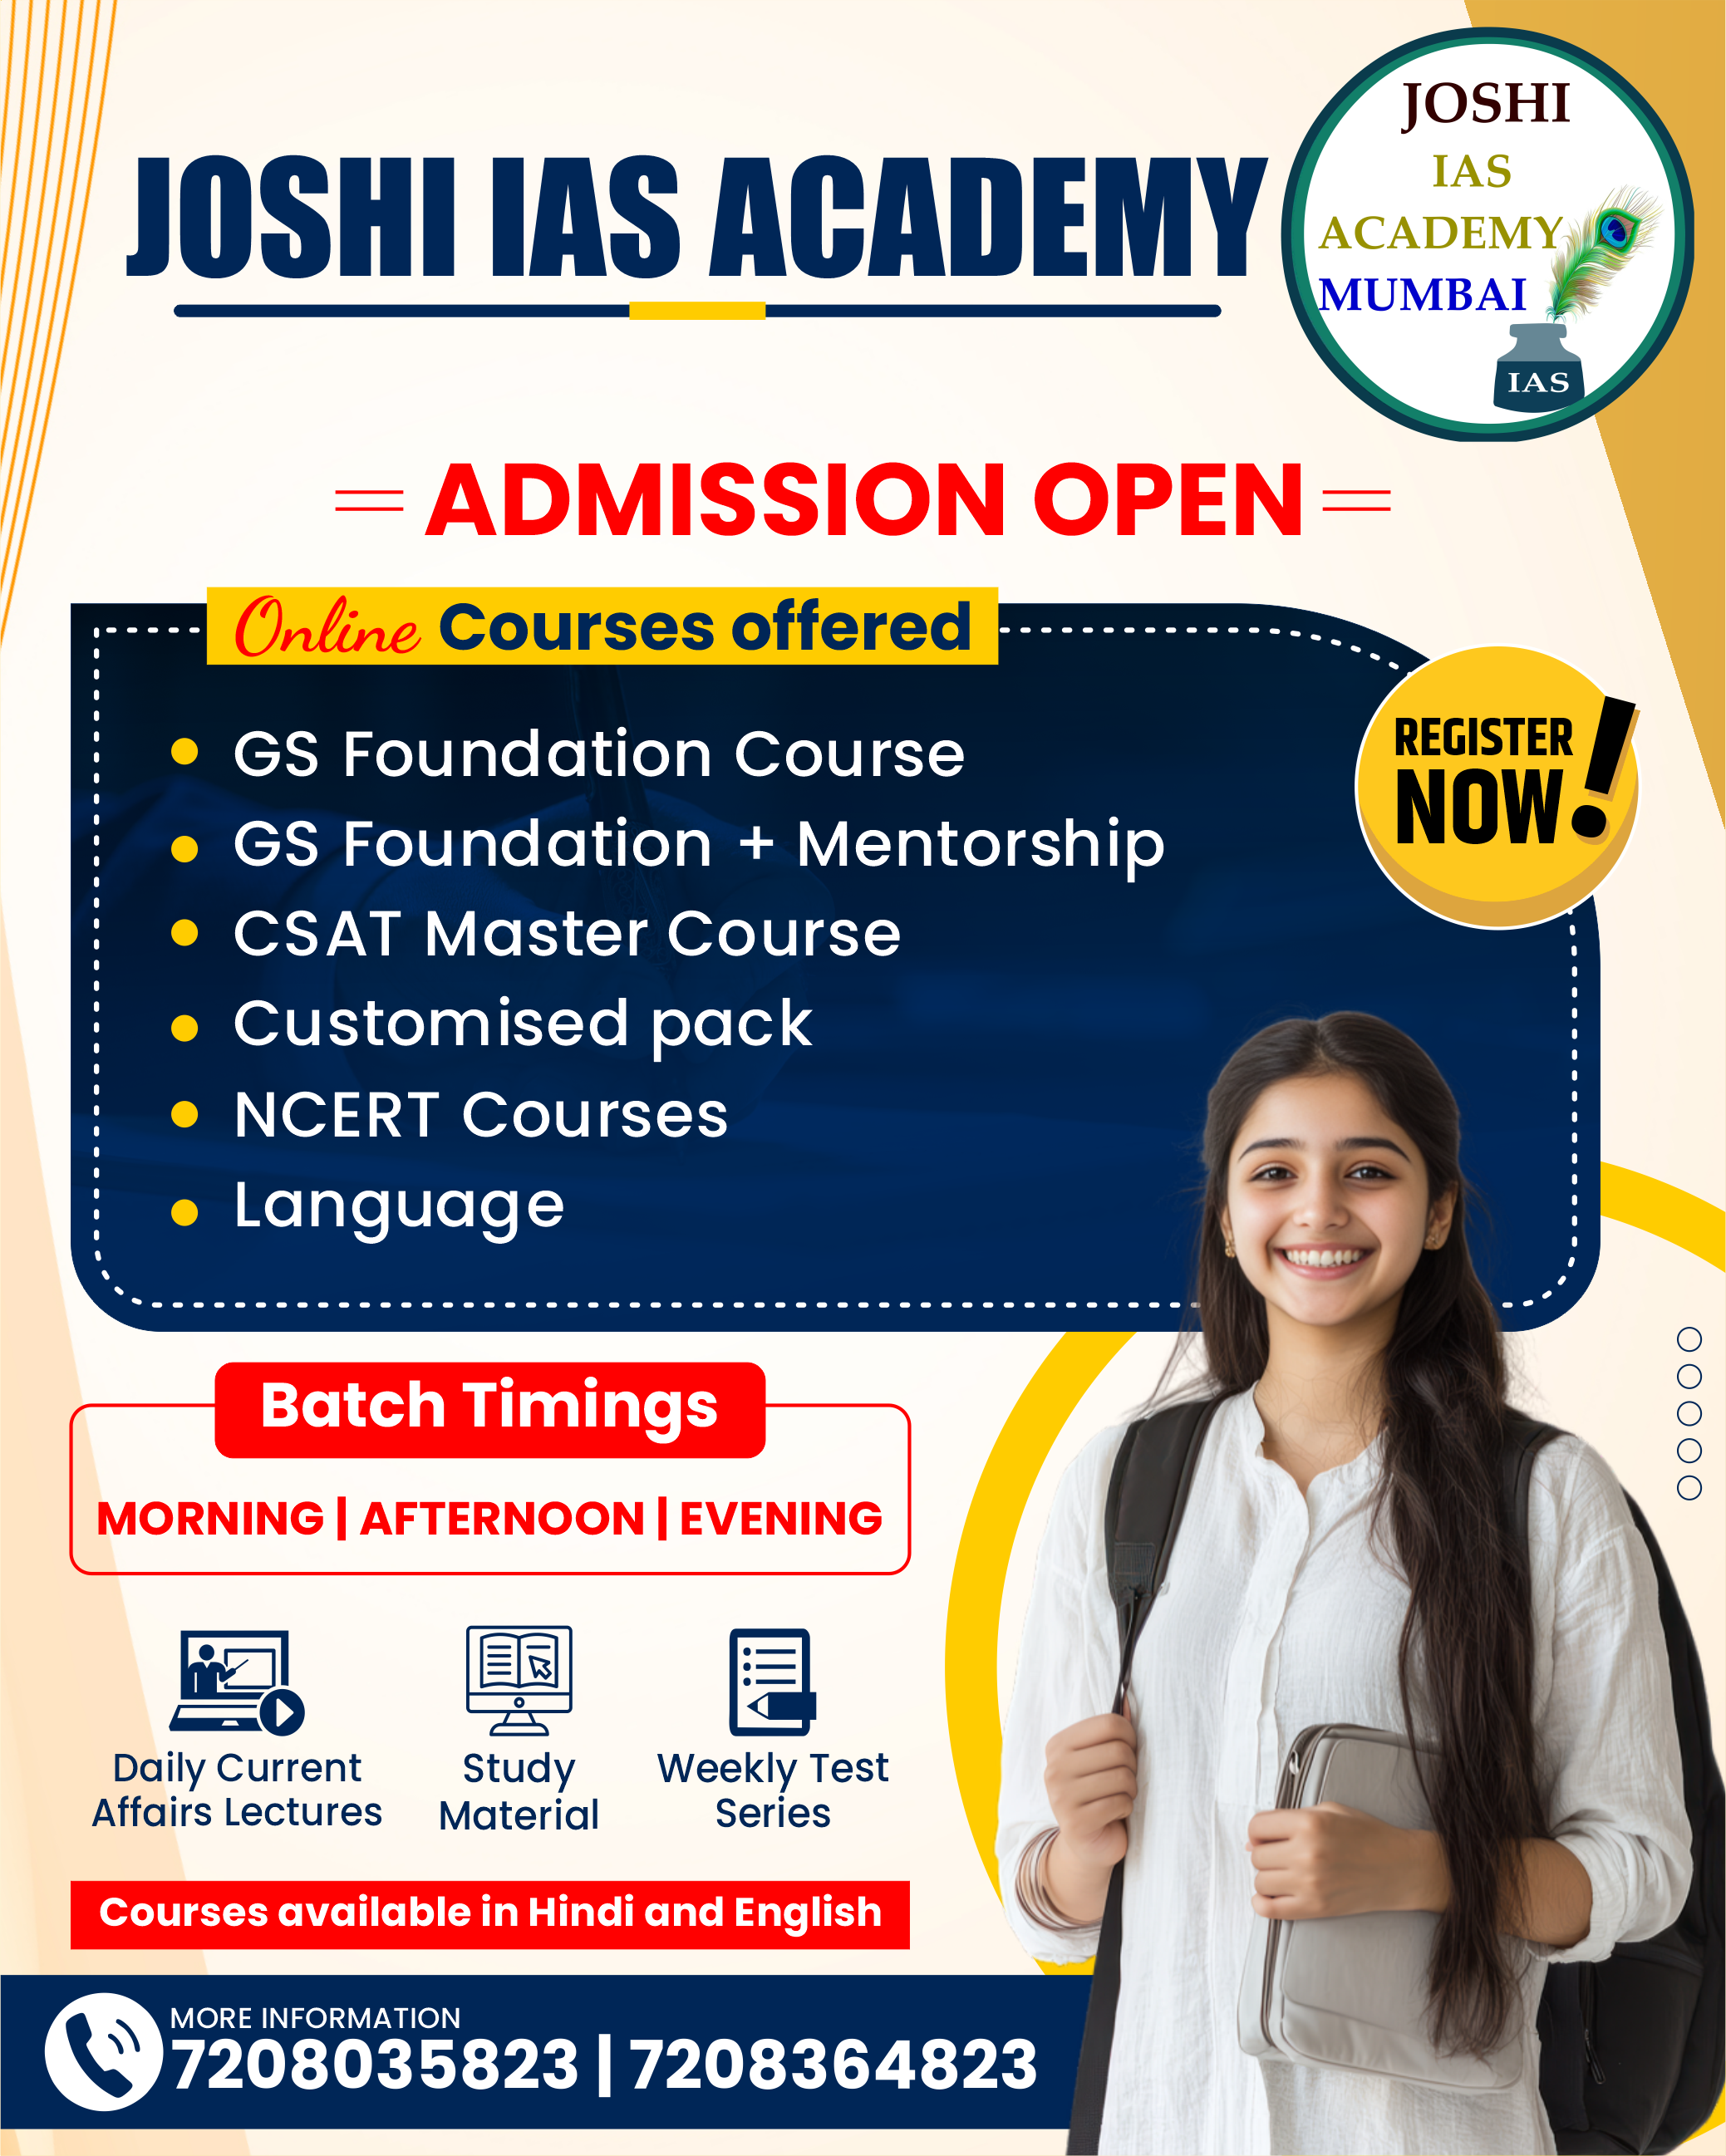 JOSHI IAS ACADEMY
JOSHI
IAS
ACADEMY
MUMBAI
IAS
ADMISSION OPEN
Online Courses offered
GS Foundation Course
GS Foundation + Mentorship
CSAT Master Course
Customised pack
NCERT Courses
Language
REGISTER
NOW!
Batch Timings
MORNING | AFTERNOON | EVENING
Daily Current
Affairs Lectures
Study
Material
Weekly Test
Series
Courses available in Hindi and English
MORE INFORMATION
7208035823 | 7208364823